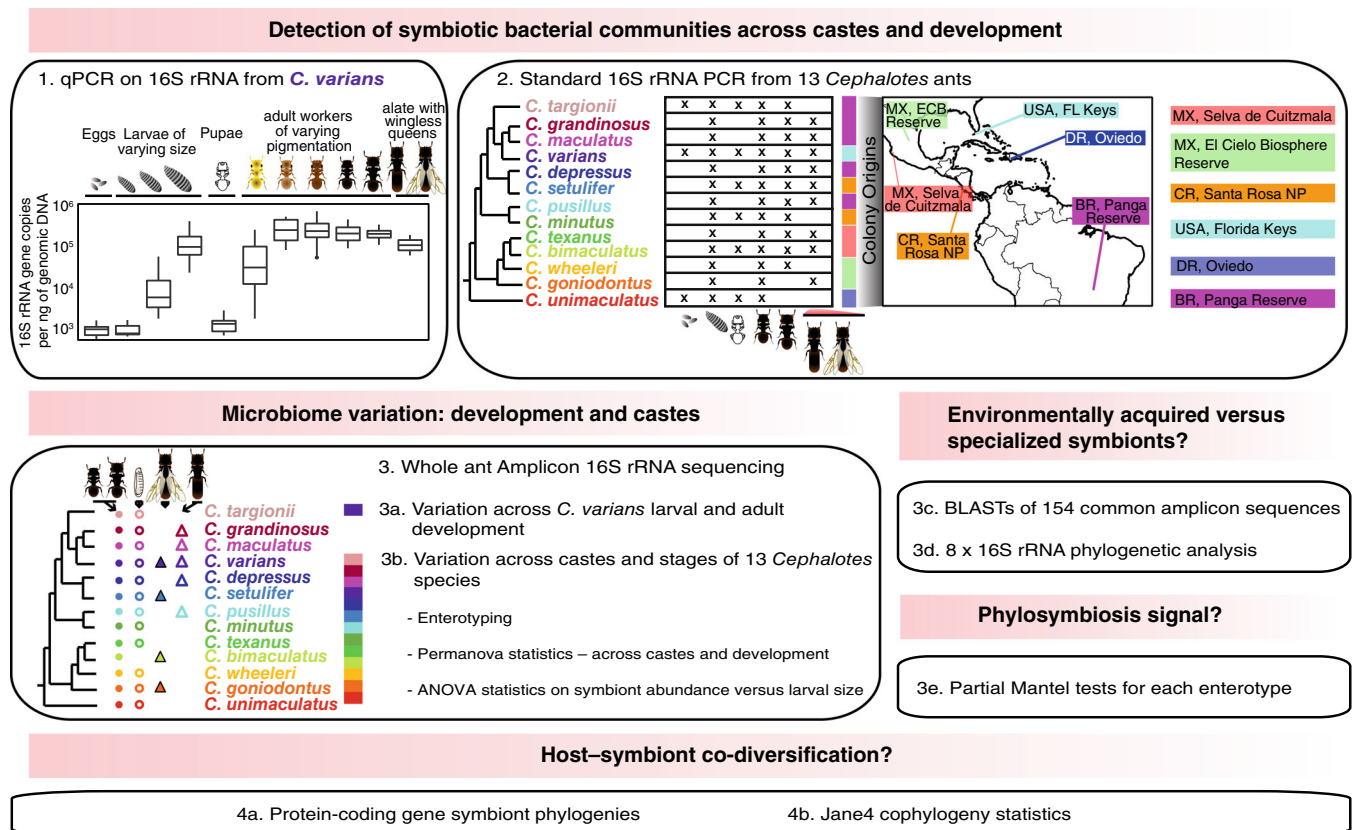 Detection of symbiotic bacterial communities across castes and development
1. qPCR on 16S rRNA from C. varians
Eggs
Larvae of
varying size
Pupae
adult workers
of varying
pigmentation
alate with
wingless
queens
16S rRNA gene copies
per ng of genomic DNA
10^6
10^5
10^4
10^3
2. Standard 16S rRNA PCR from 13 Cephalotes ants
C. targionii x x x x x
C. grandinosus x x x x
C. maculatus x x x x
C. varians x x x x x x
C. depressus x x x x
C. setulifer x x x x x
C. pusillus x x x x
C. minutus x x x x
C. texanus x x x x
C. bimaculatus x x x x x
C. wheeleri x x x
C. goniodontus x x x
C. unimaculatus x x x x
Colony Origins
MX, ECB
Reserve
USA, FL Keys
DR, Oviedo
MX, Selva
de Cuitzmala
CR, Santa
Rosa NP
BR, Panga
Reserve
MX, Selva de Cuitzmala
MX, El Cielo Biosphere
Reserve
CR, Santa Rosa NP
USA, Florida Keys
DR, Oviedo
BR, Panga Reserve
Microbiome variation: development and castes
C. targionii
C. grandinosus
C. maculatus
C. varians
C. depressus
C. setulifer
C. pusillus
C. minutus
C. texanus
C. bimaculatus
C. wheeleri
C. goniodontus
C. unimaculatus
3. Whole ant Amplicon 16S rRNA sequencing
3a. Variation across C. varians larval and adult
development
3b. Variation across castes and stages of 13 Cephalotes
species
- Enterotyping
- Permanova statistics – across castes and development
- ANOVA statistics on symbiont abundance versus larval size
Environmentally acquired versus
specialized symbionts?
3c. BLASTs of 154 common amplicon sequences
3d. 8 x 16S rRNA phylogenetic analysis
Phylosymbiosis signal?
3e. Partial Mantel tests for each enterotype
Host–symbiont co-diversification?
4a. Protein-coding gene symbiont phylogenies
4b. Jane4 cophylogeny statistics